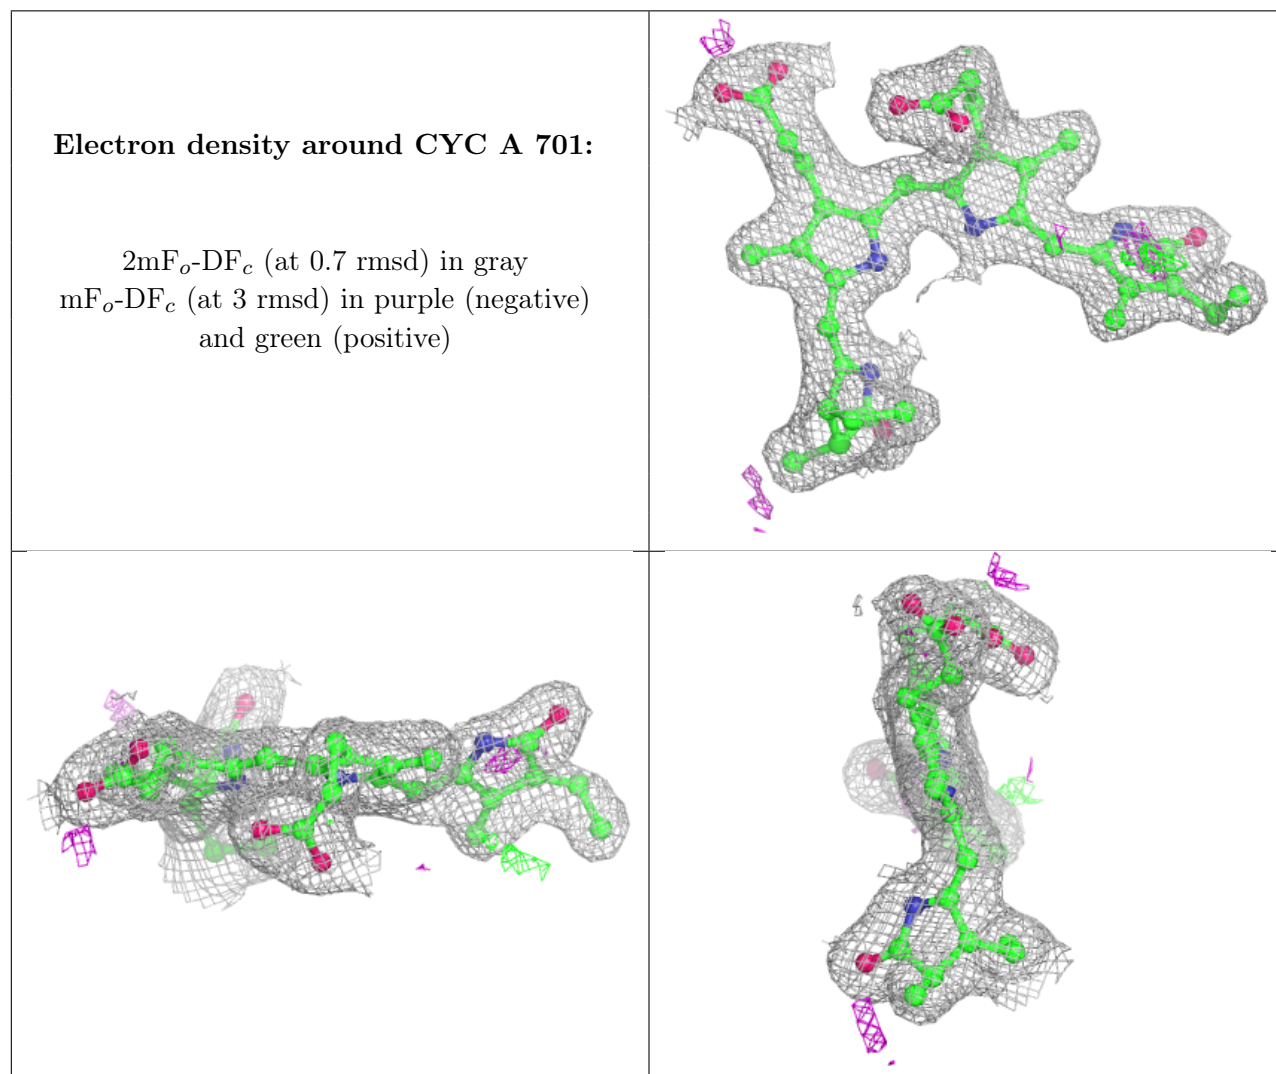 Electron density around CYC A 701:
2mFo-DFc (at 0.7 rmsd) in gray
mFo-DFc (at 3 rmsd) in purple (negative)
and green (positive)